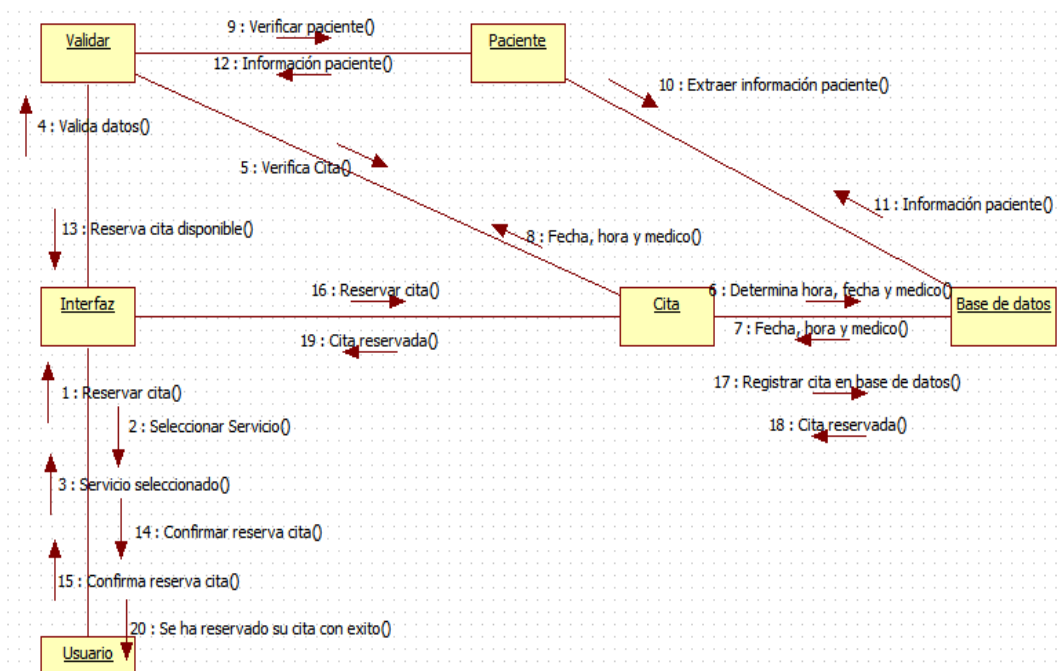 9 : Verificar paciente()
Validar
Paciente
12 : Información paciente()
10 : Extraer información paciente()
4 : Valida datos()
5 : Verifica Cita()
11 : Información paciente()
13 : Reserva cita disponible()
8 : Fecha, hora y medico()
16 : Reservar cita()
6 : Determina hora, fecha y medico()
Interfaz
Cita
Base de datos
19 : Cita reservada()
7 : Fecha, hora y medico()
1 : Reservar cita()
17 : Registrar cita en base de datos()
2 : Seleccionar Servicio()
18 : Cita reservada()
3 : Servicio seleccionado()
14 : Confirmar reserva cita()
15 : Confirma reserva cita()
20 : Se ha reservado su cita con exito()
Usuario